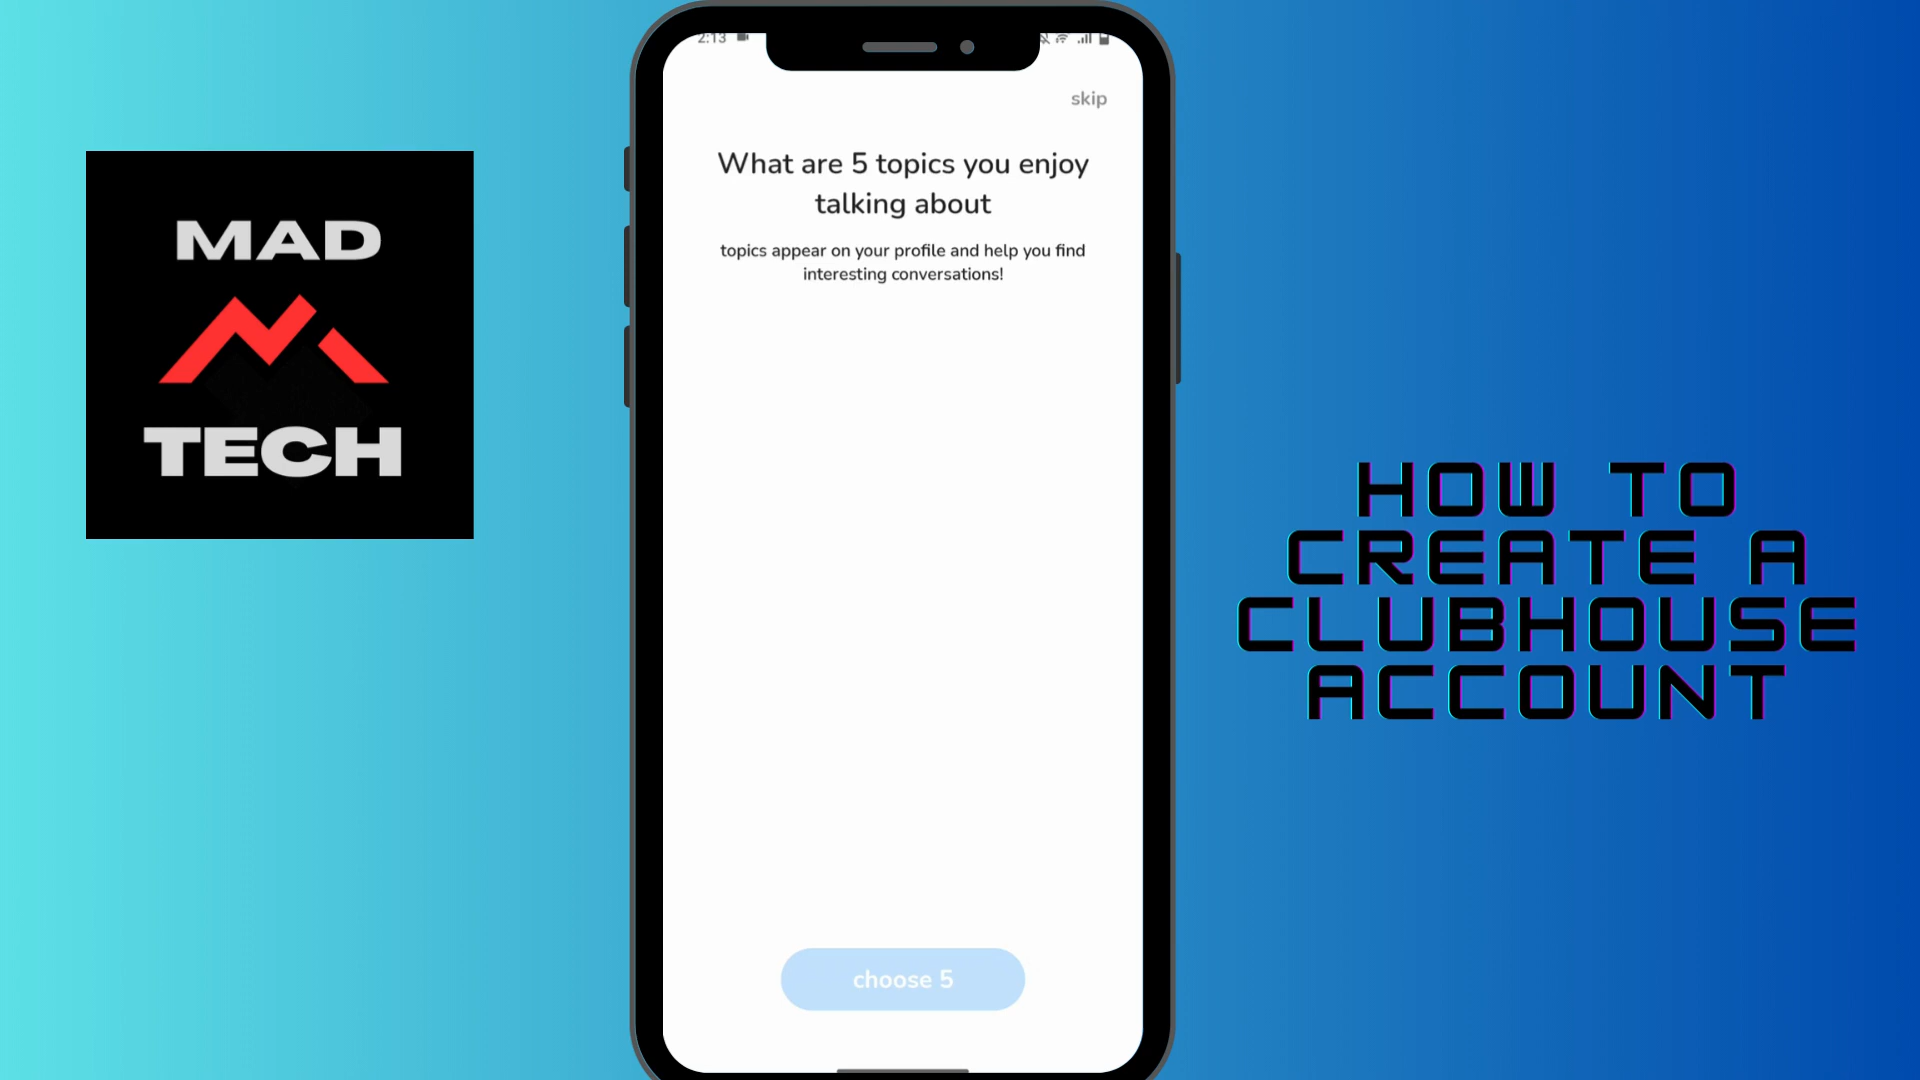 MAD
TECH
2:13
skip
What are 5 topics you enjoy
talking about
topics appear on your profile and help you find
interesting conversations!
choose 5
HOW TO
CREATE A
CLUBHOUSE
ACCOUNT